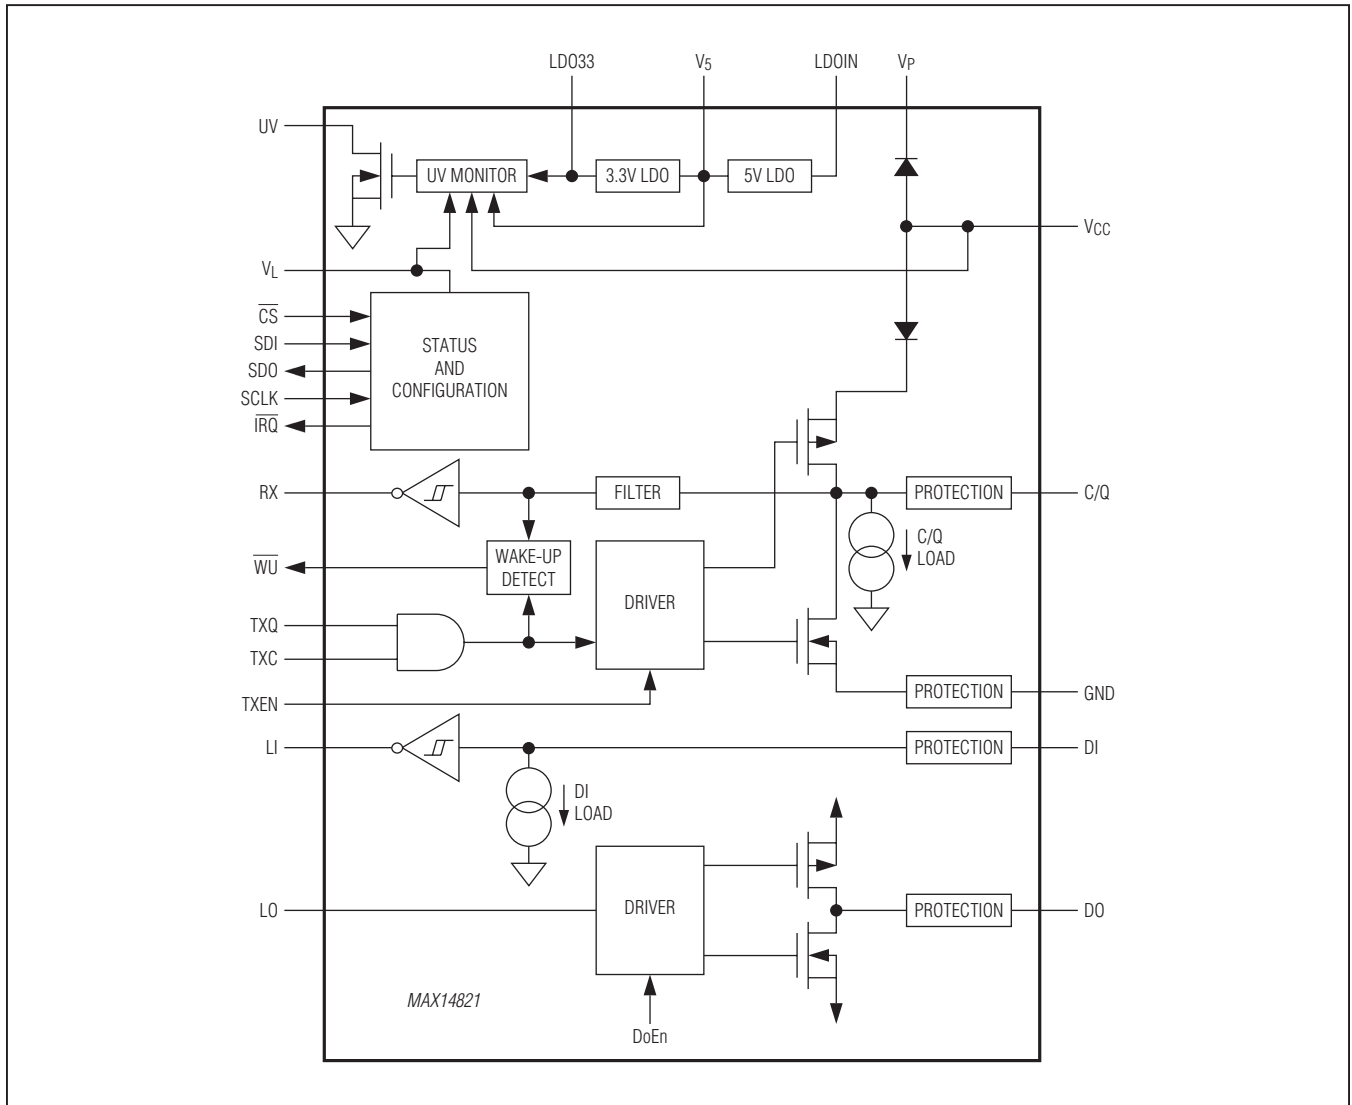 LDO33
V5
LDOIN
VP
UV
UV MONITOR
3.3V LDO
5V LDO
VCC
VL
CS
SDI
SDO
SCLK
IRQ
STATUS
AND
CONFIGURATION
RX
FILTER
PROTECTION
C/Q
C/Q
LOAD
WU
WAKE-UP
DETECT
DRIVER
TXQ
TXC
TXEN
PROTECTION
GND
LI
PROTECTION
DI
DI
LOAD
LO
DRIVER
PROTECTION
DO
MAX14821
DoEn